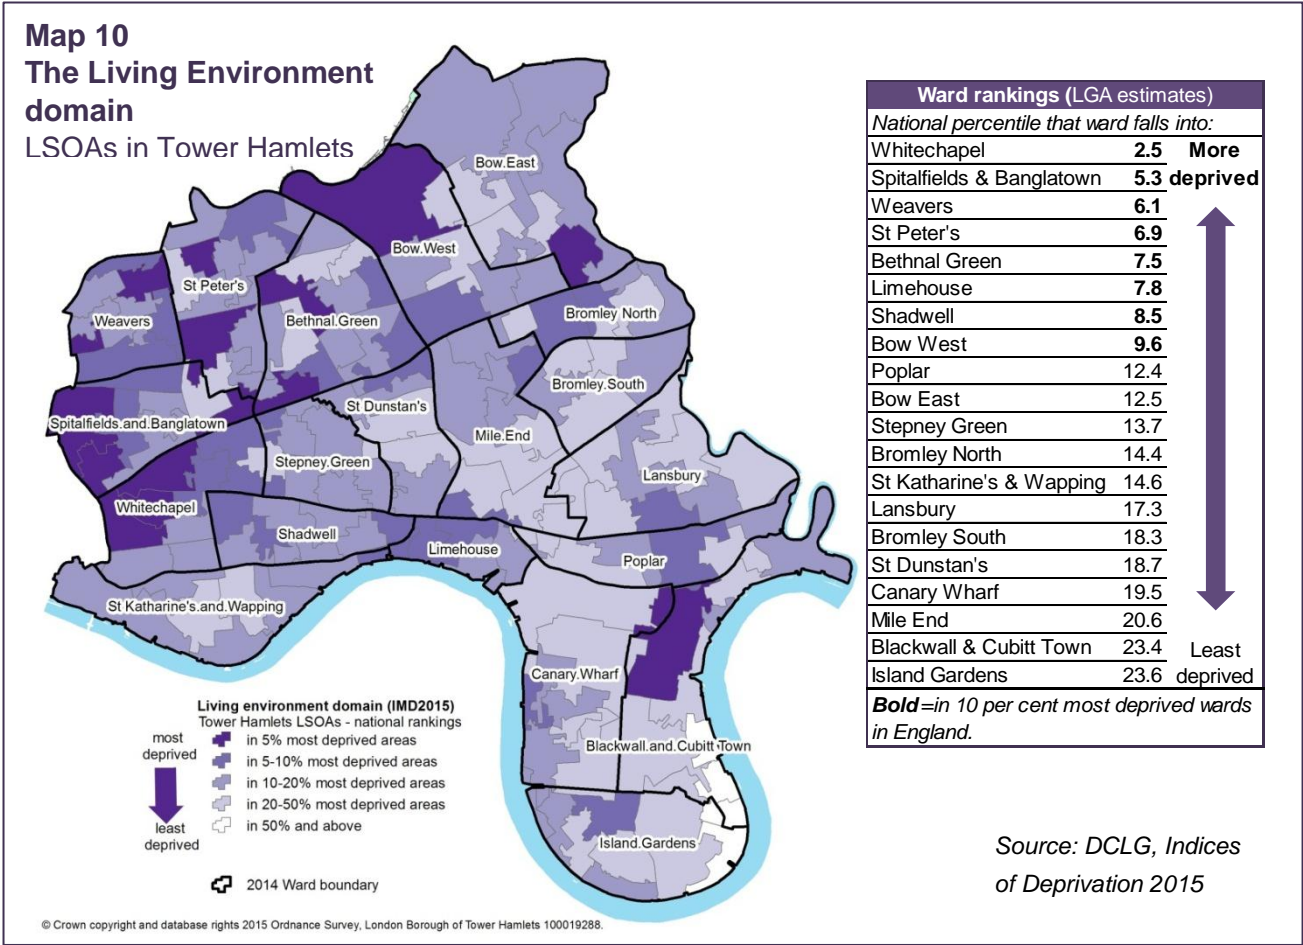 Map 10
The Living Environment
domain
LSOAs in Tower Hamlets
Bow.East
Bow.West
St Peter's
Weavers
Bethnal.Green
Bromley North
Bromley.South
St Dunstan's
Spitalfields.and.Banglatown
Mile.End
Stepney.Green
Lansbury
Whitechapel
Shadwell
Limehouse
Poplar
St Katharine's.and.Wapping
Canary.Wharf
Blackwall.and.Cubitt Town
Island.Gardens
Living environment domain (IMD2015)
Tower Hamlets LSOAs - national rankings
most
deprived
least
deprived
in 5% most deprived areas
in 5-10% most deprived areas
in 10-20% most deprived areas
in 20-50% most deprived areas
in 50% and above
2014 Ward boundary
© Crown copyright and database rights 2015 Ordnance Survey, London Borough of Tower Hamlets 100019288.
Ward rankings (LGA estimates)
National percentile that ward falls into:
Whitechapel 2.5 More
Spitalfields & Banglatown 5.3 deprived
Weavers 6.1
St Peter's 6.9
Bethnal Green 7.5
Limehouse 7.8
Shadwell 8.5
Bow West 9.6
Poplar 12.4
Bow East 12.5
Stepney Green 13.7
Bromley North 14.4
St Katharine's & Wapping 14.6
Lansbury 17.3
Bromley South 18.3
St Dunstan's 18.7
Canary Wharf 19.5
Mile End 20.6
Blackwall & Cubitt Town 23.4 Least
Island Gardens 23.6 deprived
Bold=in 10 per cent most deprived wards
in England.
Source: DCLG, Indices
of Deprivation 2015